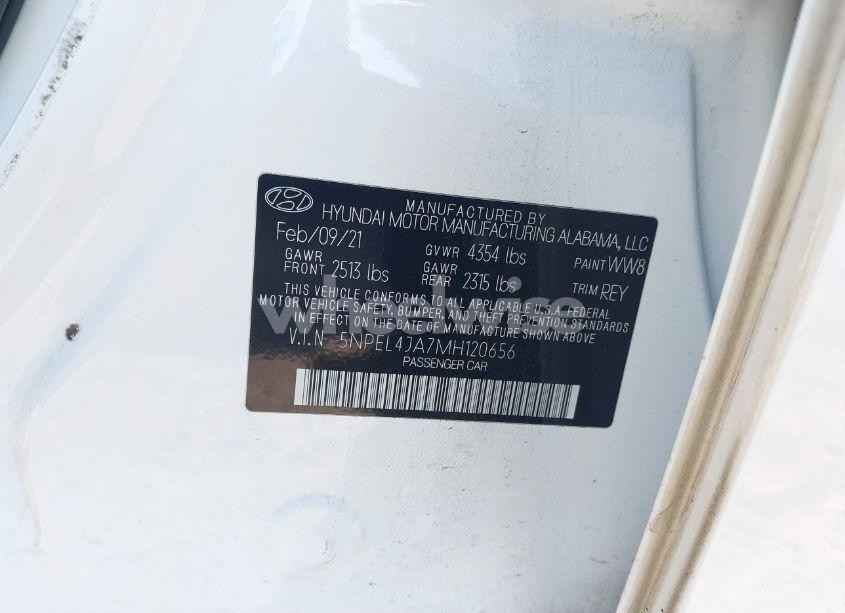 MANUFACTURED BY
HYUNDAI MOTOR MANUFACTURING ALABAMA, LLC
Feb/09/21 GVWR 4354 lbs PAINT WW8
GAWR FRONT 2513 lbs GAWR REAR 2315 lbs TRIM REY
THIS VEHICLE CONFORMS TO ALL APPLICABLE U.S.A. FEDERAL
MOTOR VEHICLE SAFETY, BUMPER, AND THEFT PREVENTION STANDARDS
IN EFFECT ON THE DATE OF MANUFACTURE SHOWN ABOVE
V.I.N 5NPEL4JA7MH120656
PASSENGER CAR
wheelwise